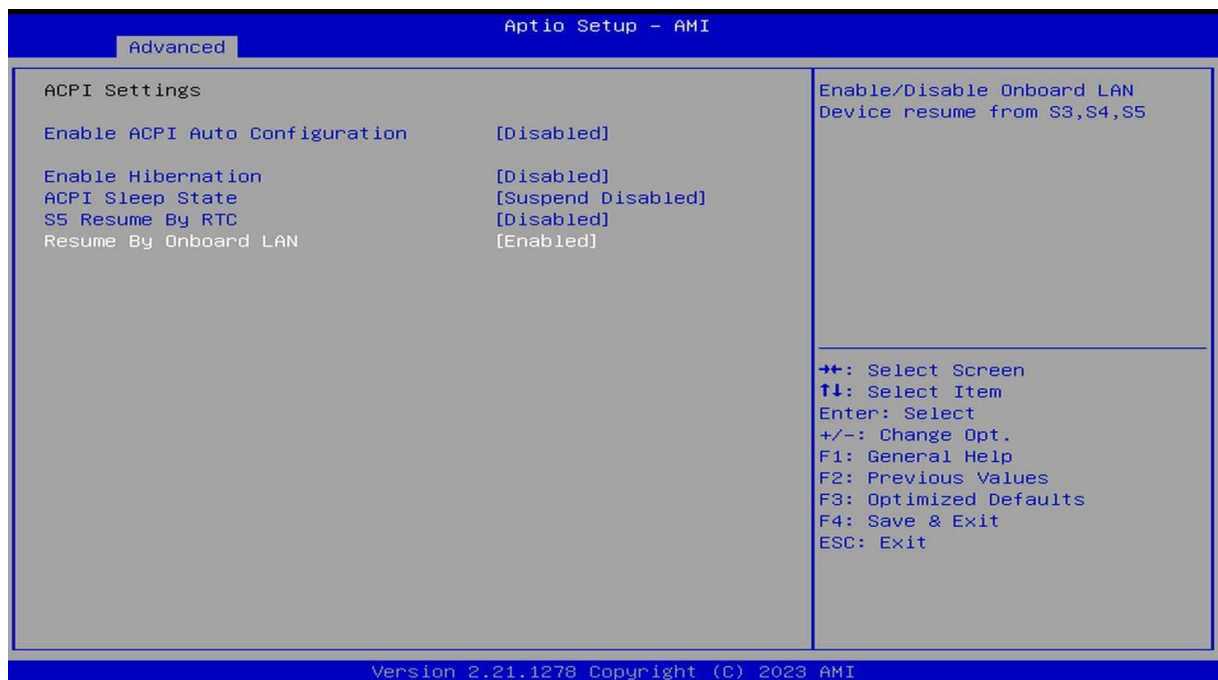 Aptio Setup – AMI
Advanced
ACPI Settings
Enable ACPI Auto Configuration [Disabled]
Enable Hibernation [Disabled]
ACPI Sleep State [Suspend Disabled]
S5 Resume By RTC [Disabled]
Resume By Onboard LAN [Enabled]
Enable/Disable Onboard LAN
Device resume from S3,S4,S5
→←: Select Screen
↑↓: Select Item
Enter: Select
+/-: Change Opt.
F1: General Help
F2: Previous Values
F3: Optimized Defaults
F4: Save & Exit
ESC: Exit
Version 2.21.1278 Copyright (C) 2023 AMI